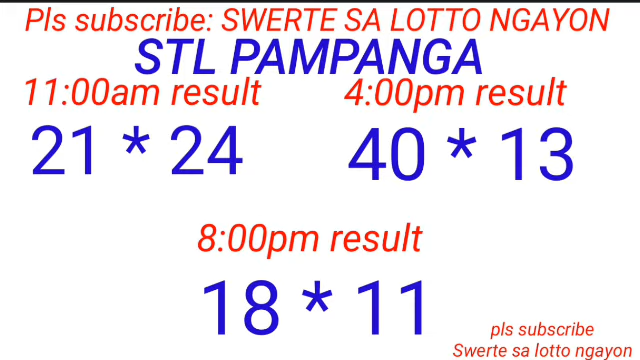 Pls subscribe: SWERTE SA LOTTO NGAYON
STL PAMPANGA
11:00am result
21 * 24
4:00pm result
40 * 13
8:00pm result
18 * 11
pls subscribe
Swerte sa lotto ngayon